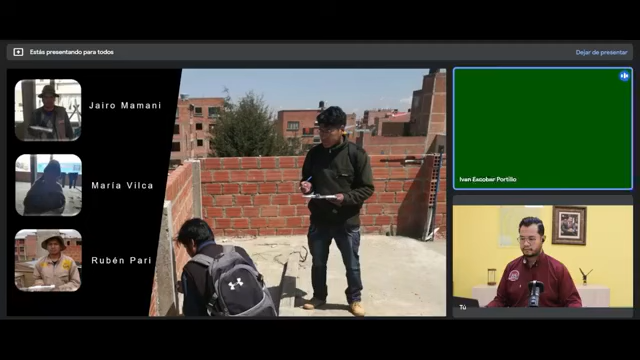 Estás presentando para todos
Dejar de presentar
Jairo Mamani
María Vilca
Rubén Pari
Ivan Escobar Portillo
Tú